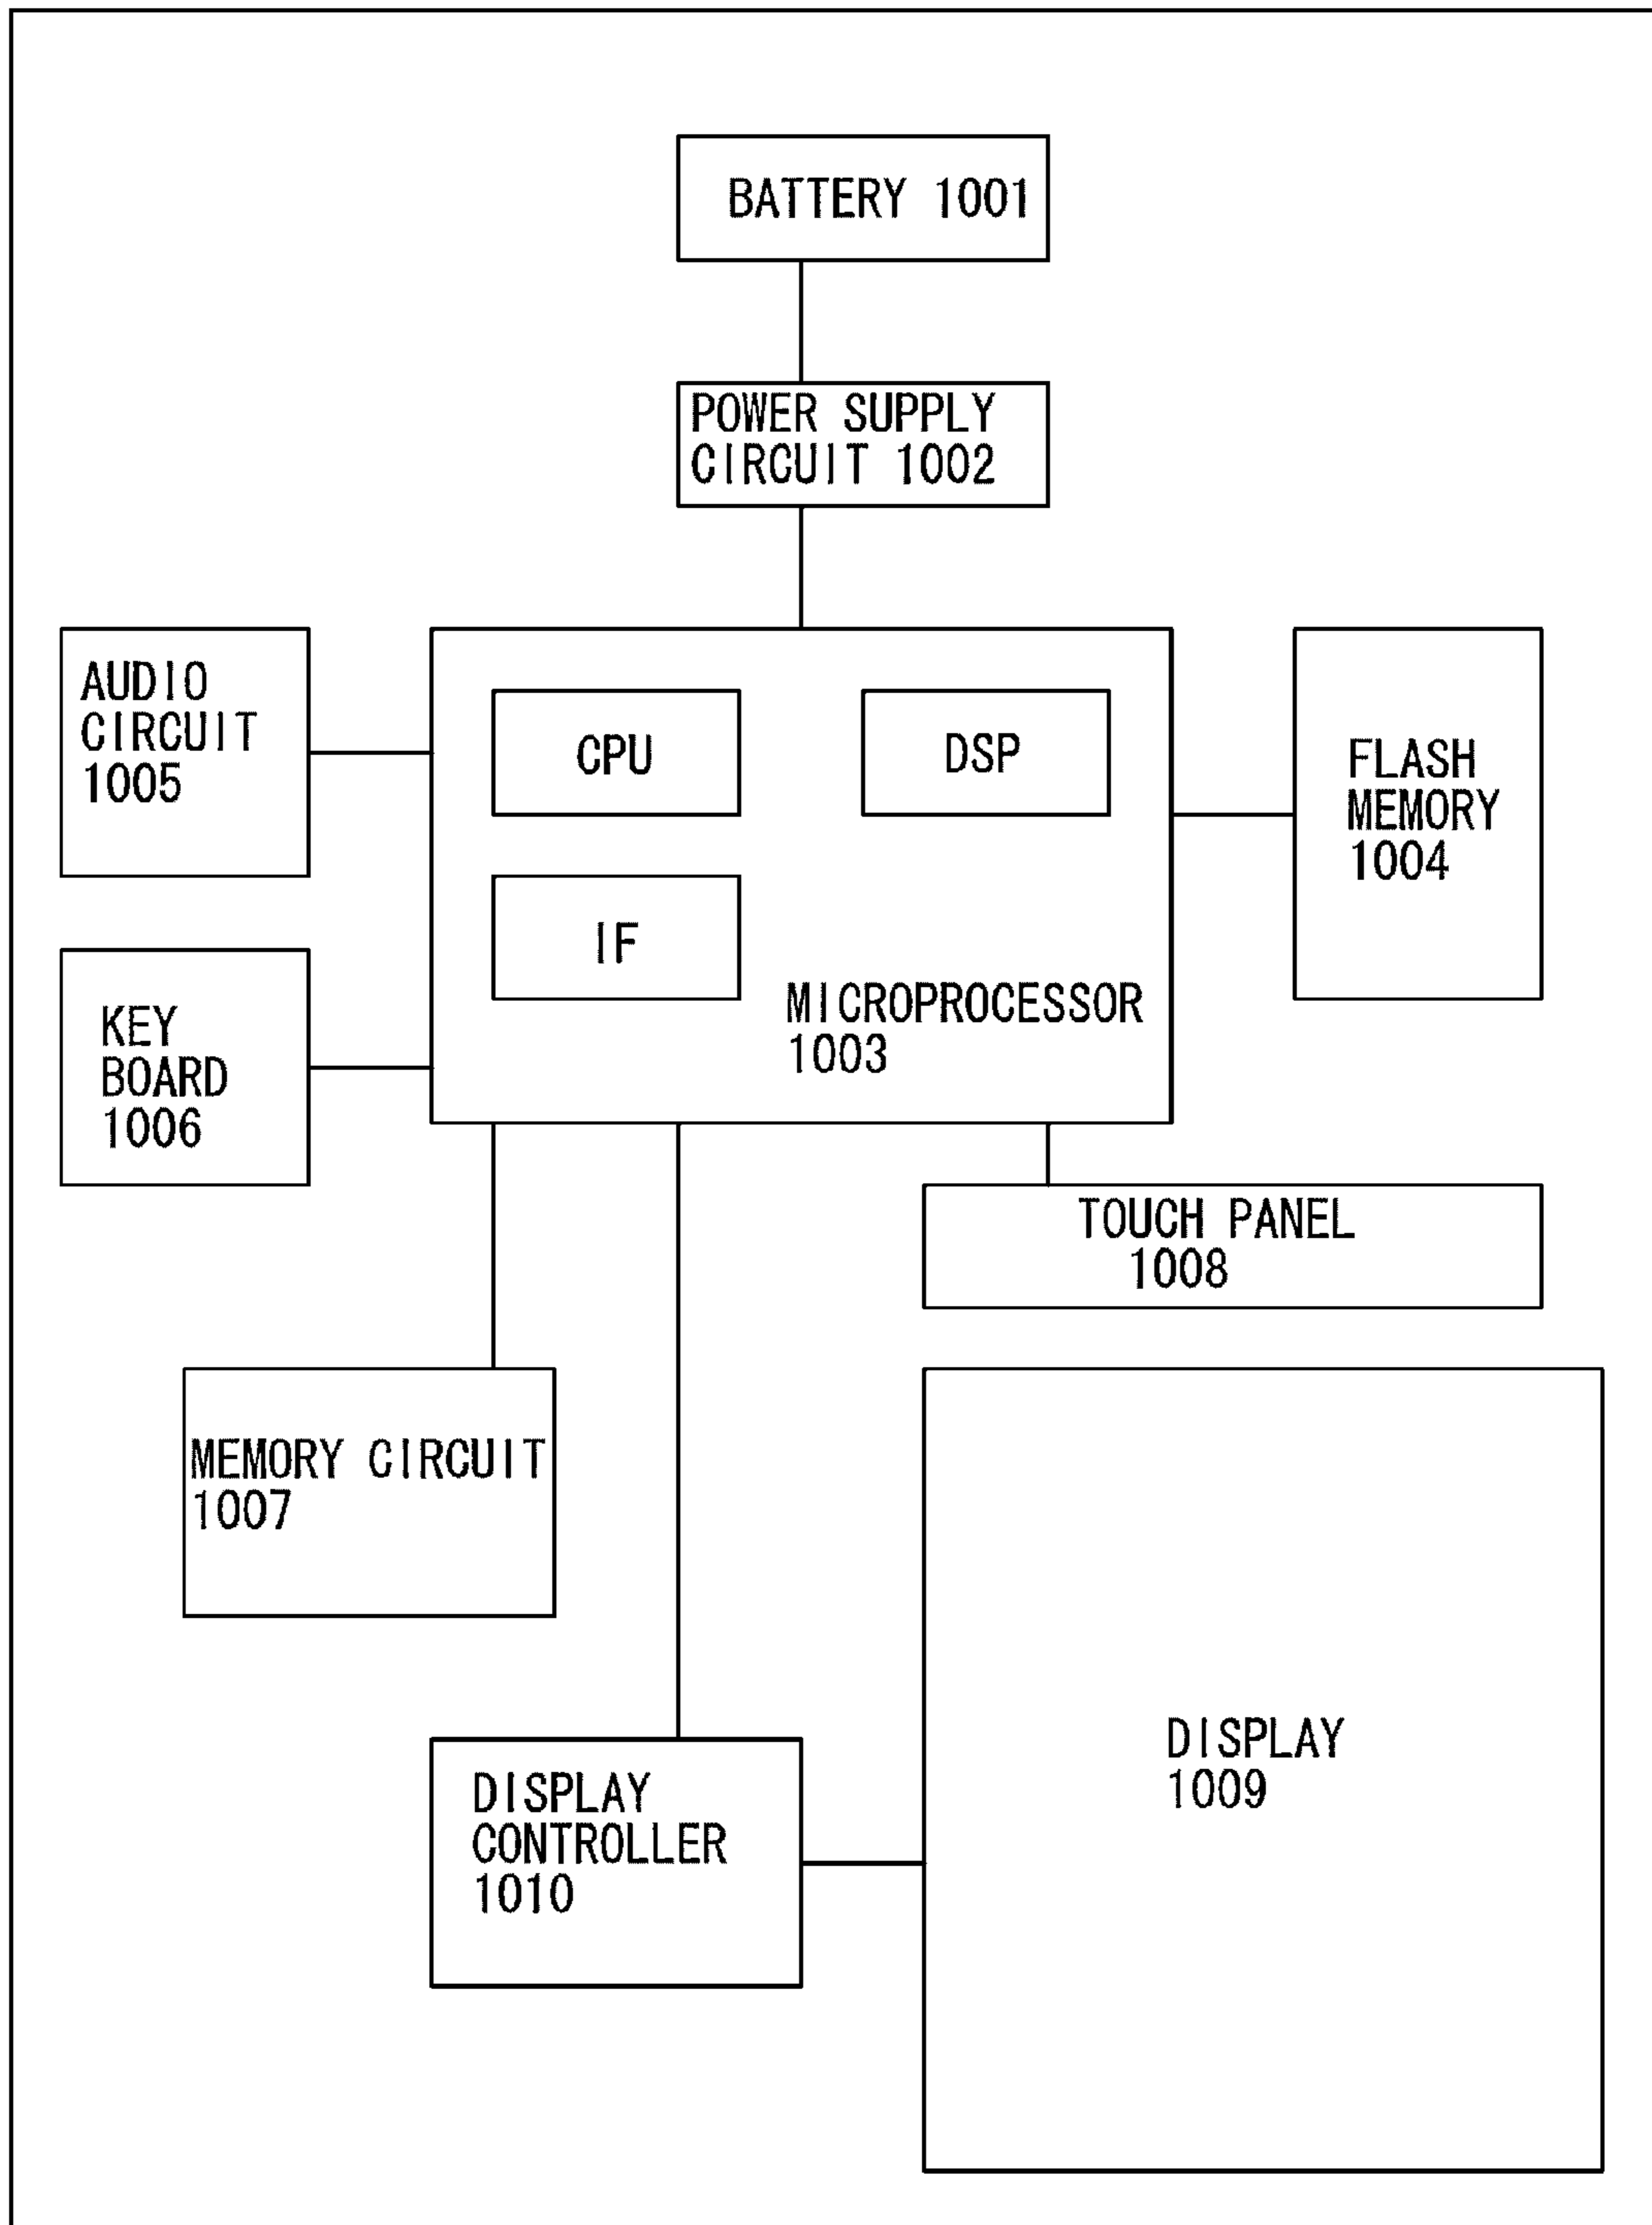 BATTERY 1001
POWER SUPPLY
CIRCUIT 1002
AUDIO
CIRCUIT
1005
CPU
DSP
FLASH
MEMORY
1004
IF
MICROPROCESSOR
1003
KEY
BOARD
1006
TOUCH PANEL
1008
MEMORY CIRCUIT
1007
DISPLAY
1009
DISPLAY
CONTROLLER
1010